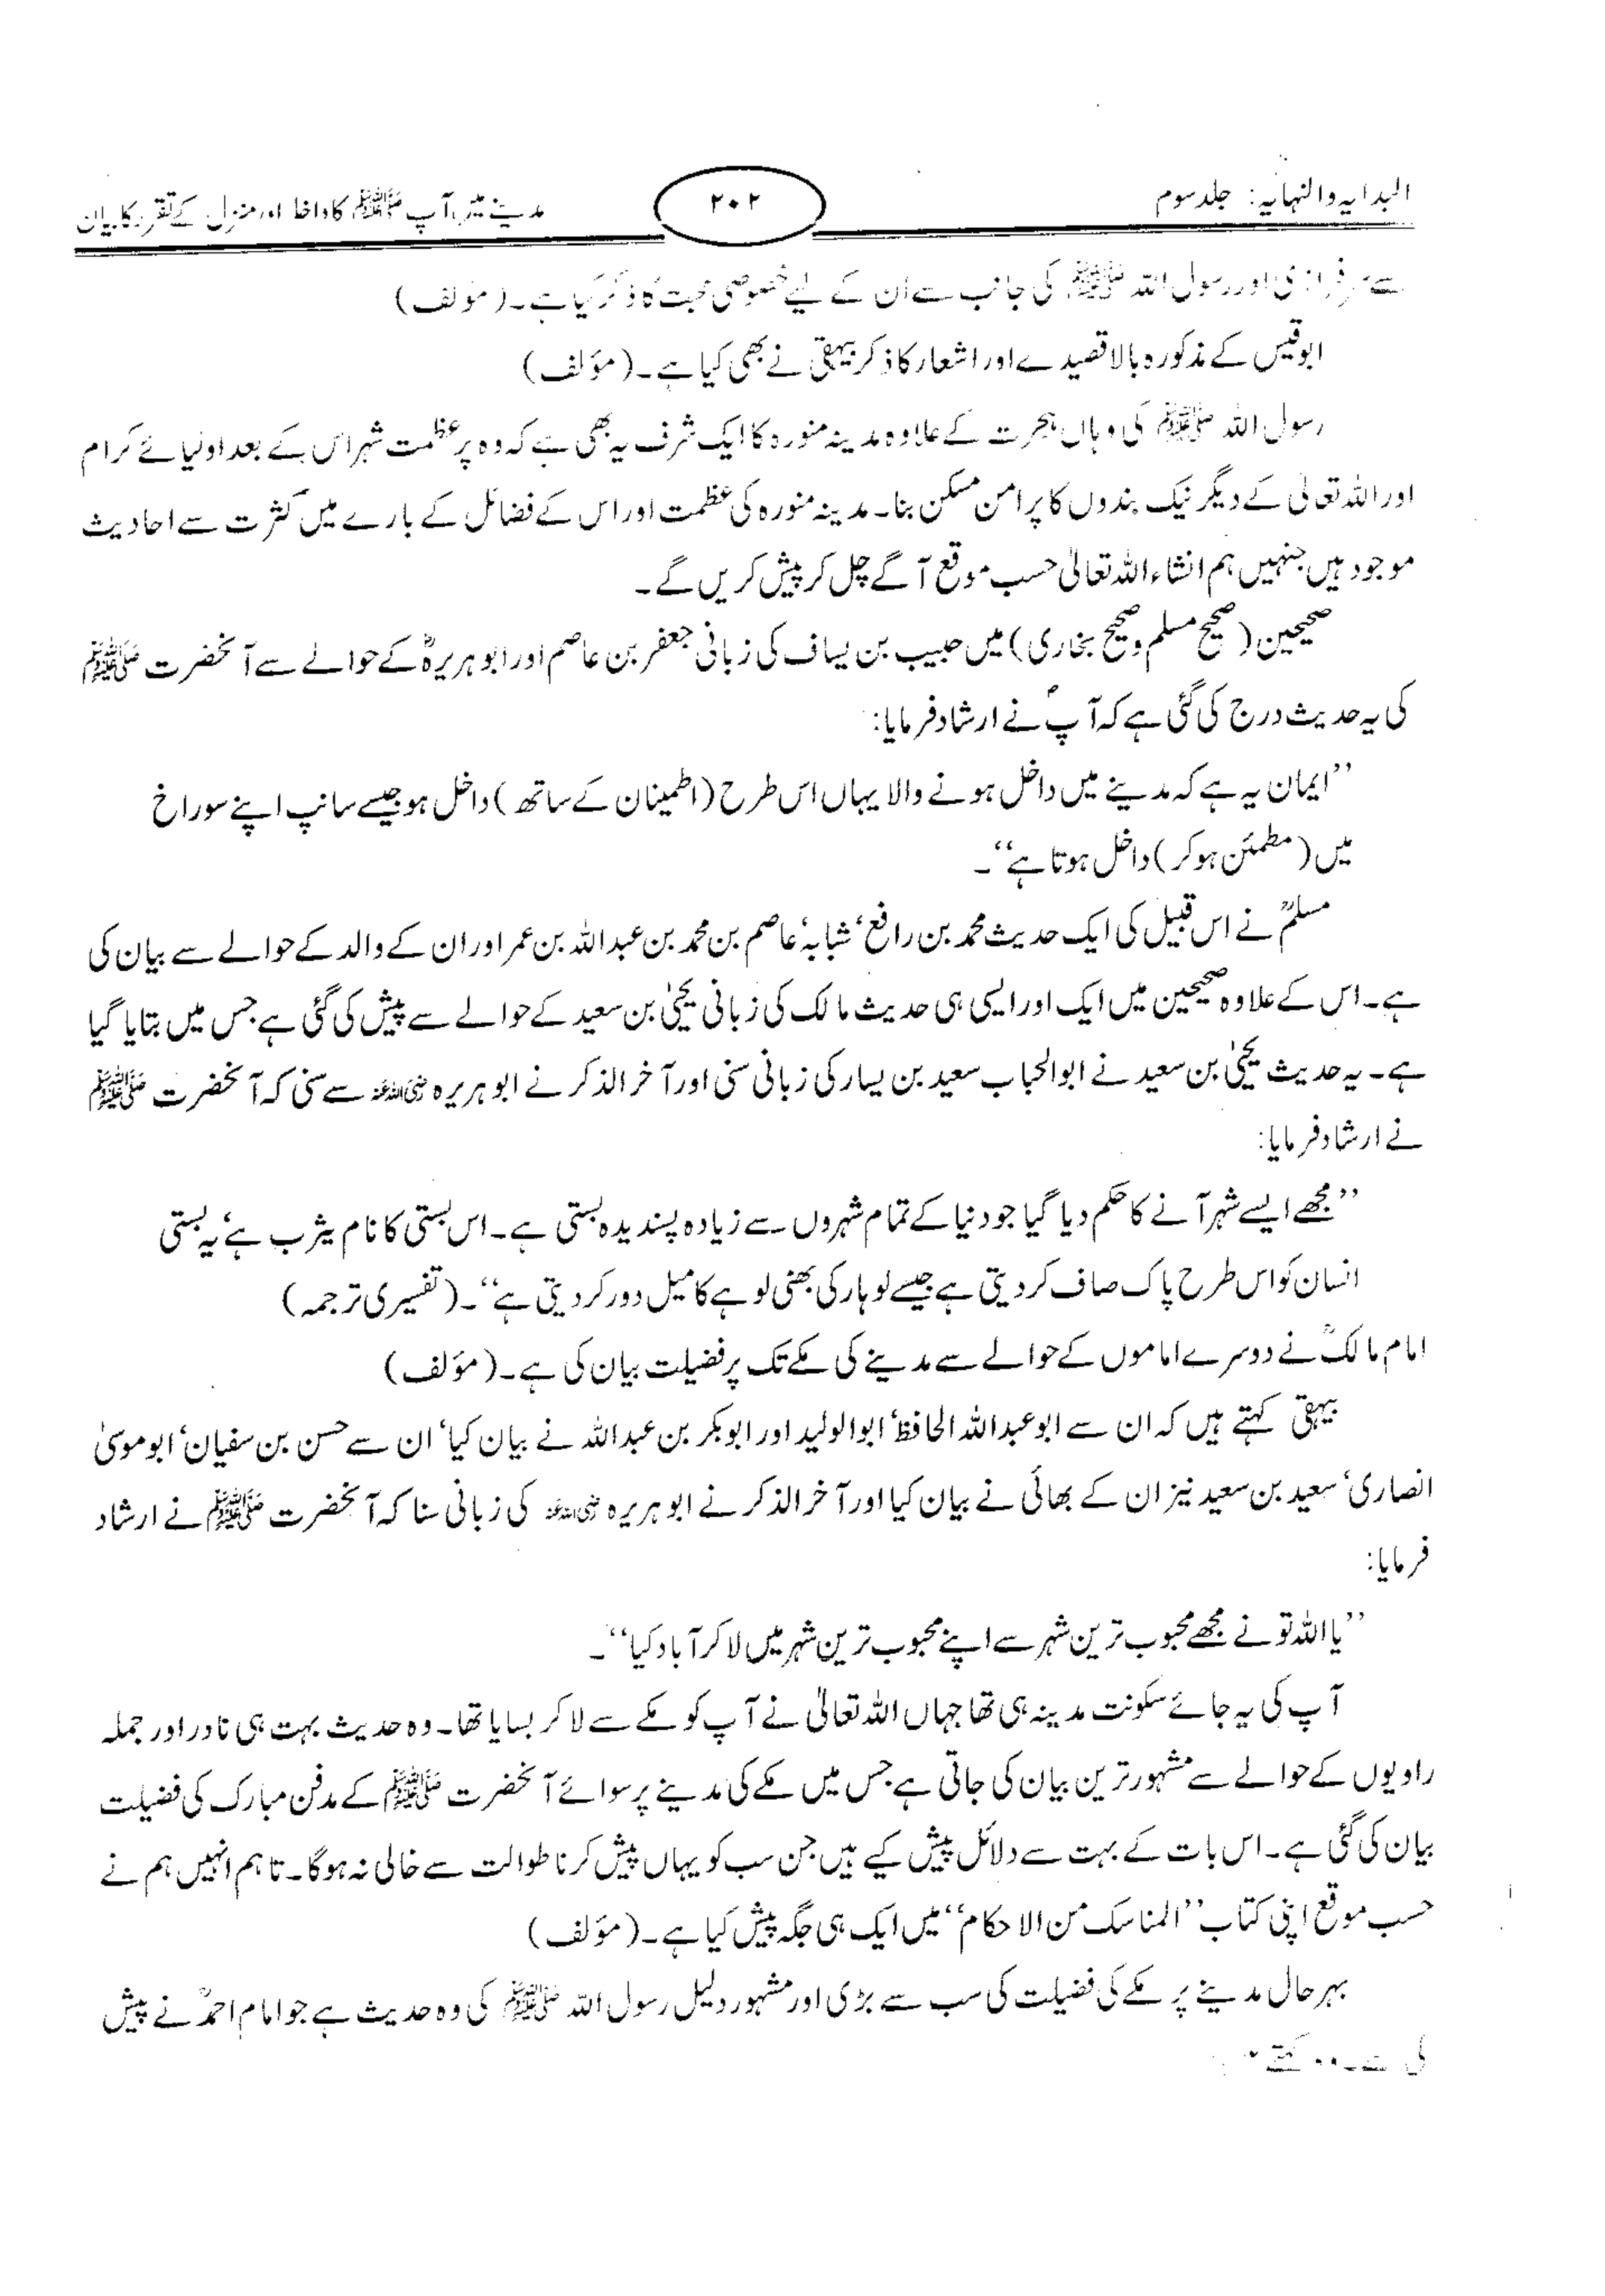 البدایہ والنہایہ: جلد سوم
۲۰۲
مدینے میں آپ ﷺ کا داخلہ اور منزل کے تقرر کا بیان
سے سرفرازی اور رسول اللہ ﷺ کی جانب سے ان کے لیے خصوصی محبت کا ذکر کیا ہے۔ (مؤلف)
ابوقیس کے مذکورہ بالا قصیدے اور اشعار کا ذکر بیہقی نے بھی کیا ہے۔ (مؤلف)
رسول اللہ ﷺ کی وہاں ہجرت کے علاوہ مدینہ منورہ کا ایک شرف یہ بھی ہے کہ وہ پر عظمت شہر اس کے بعد اولیائے کرام
اور اللہ تعالیٰ کے دیگر نیک بندوں کا پر امن مسکن بنا۔ مدینہ منورہ کی عظمت اور اس کے فضائل کے بارے میں کثرت سے احادیث
موجود ہیں جنہیں ہم انشاء اللہ تعالیٰ حسب موقع آگے چل کر پیش کریں گے۔
صحیحین (صحیح مسلم و صحیح بخاری) میں حبیب بن یساف کی زبانی جعفر بن عاصم اور ابو ہریرہؓ کے حوالے سے آنحضرت ﷺ
کی یہ حدیث درج کی گئی ہے کہ آپؐ نے ارشاد فرمایا:
’’ایمان یہ ہے کہ مدینے میں داخل ہونے والا یہاں اس طرح (اطمینان کے ساتھ) داخل ہو جیسے سانپ اپنے سوراخ
میں (مطمئن ہو کر) داخل ہوتا ہے‘‘۔
مسلمؒ نے اس قبیل کی ایک حدیث محمد بن رافع‘ شبابہ‘ عاصم بن محمد بن عبداللہ بن عمر اور ان کے والد کے حوالے سے بیان کی
ہے۔ اس کے علاوہ صحیحین میں ایک اور ایسی ہی حدیث مالک کی زبانی یحییٰ بن سعید کے حوالے سے پیش کی گئی ہے جس میں بتایا گیا
ہے۔ یہ حدیث یحییٰ بن سعید نے ابوالحباب سعید بن یسار کی زبانی سنی اور آخر الذکر نے ابو ہریرہ رضی اللہ عنہ سے سنی کہ آنحضرت ﷺ
نے ارشاد فرمایا:
’’مجھے ایسے شہر آنے کا حکم دیا گیا جو دنیا کے تمام شہروں سے زیادہ پسندیدہ بستی ہے۔ اس بستی کا نام یثرب ہے‘ یہ بستی
انسان کو اس طرح پاک صاف کر دیتی ہے جیسے لوہار کی بھٹی لوہے کا میل دور کر دیتی ہے‘‘۔ (تفسیری ترجمہ)
امام مالکؒ نے دوسرے اماموں کے حوالے سے مدینے کی مکے تک پر فضیلت بیان کی ہے۔ (مؤلف)
بیہقی کہتے ہیں کہ ان سے ابو عبداللہ الحافظ‘ ابوالولید اور ابوبکر بن عبداللہ نے بیان کیا‘ ان سے حسن بن سفیان‘ ابو موسیٰ
انصاری‘ سعید بن سعید نیز ان کے بھائی نے بیان کیا اور آخر الذکر نے ابو ہریرہ رضی اللہ عنہ کی زبانی سنا کہ آنحضرت ﷺ نے ارشاد
فرمایا:
’’یا اللہ تو نے مجھے محبوب ترین شہر سے اپنے محبوب ترین شہر میں لا کر آباد کیا‘‘۔
آپ کی یہ جائے سکونت مدینہ ہی تھا جہاں اللہ تعالیٰ نے آپ کو مکے سے لا کر بسایا تھا۔ وہ حدیث بہت ہی نادر اور جملہ
راویوں کے حوالے سے مشہور ترین بیان کی جاتی ہے جس میں مکے کی مدینے پر سوائے آنحضرت ﷺ کے مدفن مبارک کی فضیلت
بیان کی گئی ہے۔ اس بات کے بہت سے دلائل پیش کیے ہیں جن سب کو یہاں پیش کرنا طوالت سے خالی نہ ہوگا۔ تاہم انہیں ہم نے
حسب موقع اپنی کتاب ’’المناسک من الاحکام‘‘ میں ایک ہی جگہ پیش کیا ہے۔ (مؤلف)
بہرحال مدینے پر مکے کی فضیلت کی سب سے بڑی اور مشہور دلیل رسول اللہ ﷺ کی وہ حدیث ہے جو امام احمدؒ نے پیش
کی ہے۔ وہ کہتے